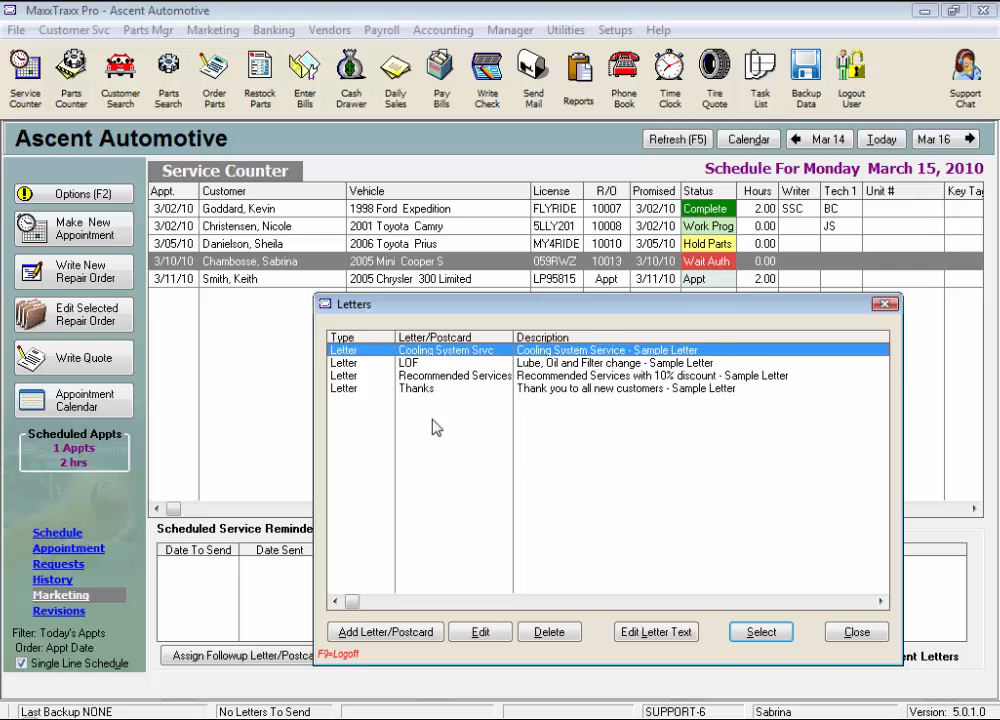 MaxxTraxx Pro - Ascent Automotive
File Customer Svc Parts Mgr Marketing Banking Vendors Payroll Accounting Manager Utilities Setups Help
Service Counter
Parts Counter
Customer Search
Parts Search
Order Parts
Restock Parts
Enter Bills
Cash Drawer
Daily Sales
Pay Bills
Write Check
Send Mail
Reports
Phone Book
Time Clock
Tire Quote
Task List
Backup Data
Logout User
Support Chat
Ascent Automotive
Refresh (F5) Calendar Mar 14 Today Mar 16
Service Counter
Schedule For Monday March 15, 2010
Appt. Customer Vehicle License R/O Promised Status Hours Writer Tech 1 Unit # Key Tag
3/02/10 Goddard, Kevin 1998 Ford Expedition FLYRIDE 10007 3/02/10 Complete 2.00 SSC BC
3/02/10 Christensen, Nicole 2001 Toyota Camry 5LLY201 10008 3/02/10 Work Prog 0.00 JS
3/05/10 Danielson, Sheila 2006 Toyota Prius MY4RIDE 10010 3/05/10 Hold Parts 0.00
3/10/10 Chambosse, Sabrina 2005 Mini Cooper S 059RWZ 10013 3/10/10 Wait Auth 0.00
3/11/10 Smith, Keith 2005 Chrysler 300 Limited LP95815 Appt 3/11/10 Appt 2.00
Options (F2)
Make New Appointment
Write New Repair Order
Edit Selected Repair Order
Write Quote
Appointment Calendar
Scheduled Appts
1 Appts
2 hrs
Schedule
Appointment
Requests
History
Marketing
Revisions
Filter: Today's Appts
Order: Appt Date
Single Line Schedule
Letters
Type Letter/Postcard Description
Letter Cooling System Srvc Cooling System Service - Sample Letter
Letter LOF Lube, Oil and Filter change - Sample Letter
Letter Recommended Services Recommended Services with 10% discount - Sample Letter
Letter Thanks Thank you to all new customers - Sample Letter
Add Letter/Postcard Edit Delete Edit Letter Text Select Close
F9=Logoff
Scheduled Service Reminde
Date To Send Date Sent
Assign Followup Letter/Postca
ent Letters
Last Backup NONE No Letters To Send SUPPORT-6 Sabrina Version: 5.0.1.0